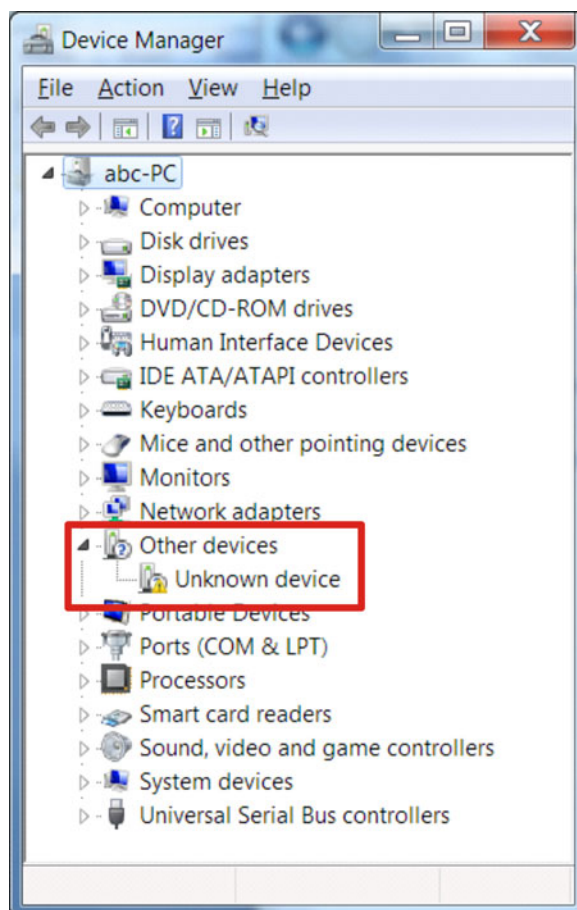 Device Manager
File Action View Help
abc-PC
Computer
Disk drives
Display adapters
DVD/CD-ROM drives
Human Interface Devices
IDE ATA/ATAPI controllers
Keyboards
Mice and other pointing devices
Monitors
Network adapters
Other devices
Unknown device
Portable Devices
Ports (COM & LPT)
Processors
Smart card readers
Sound, video and game controllers
System devices
Universal Serial Bus controllers